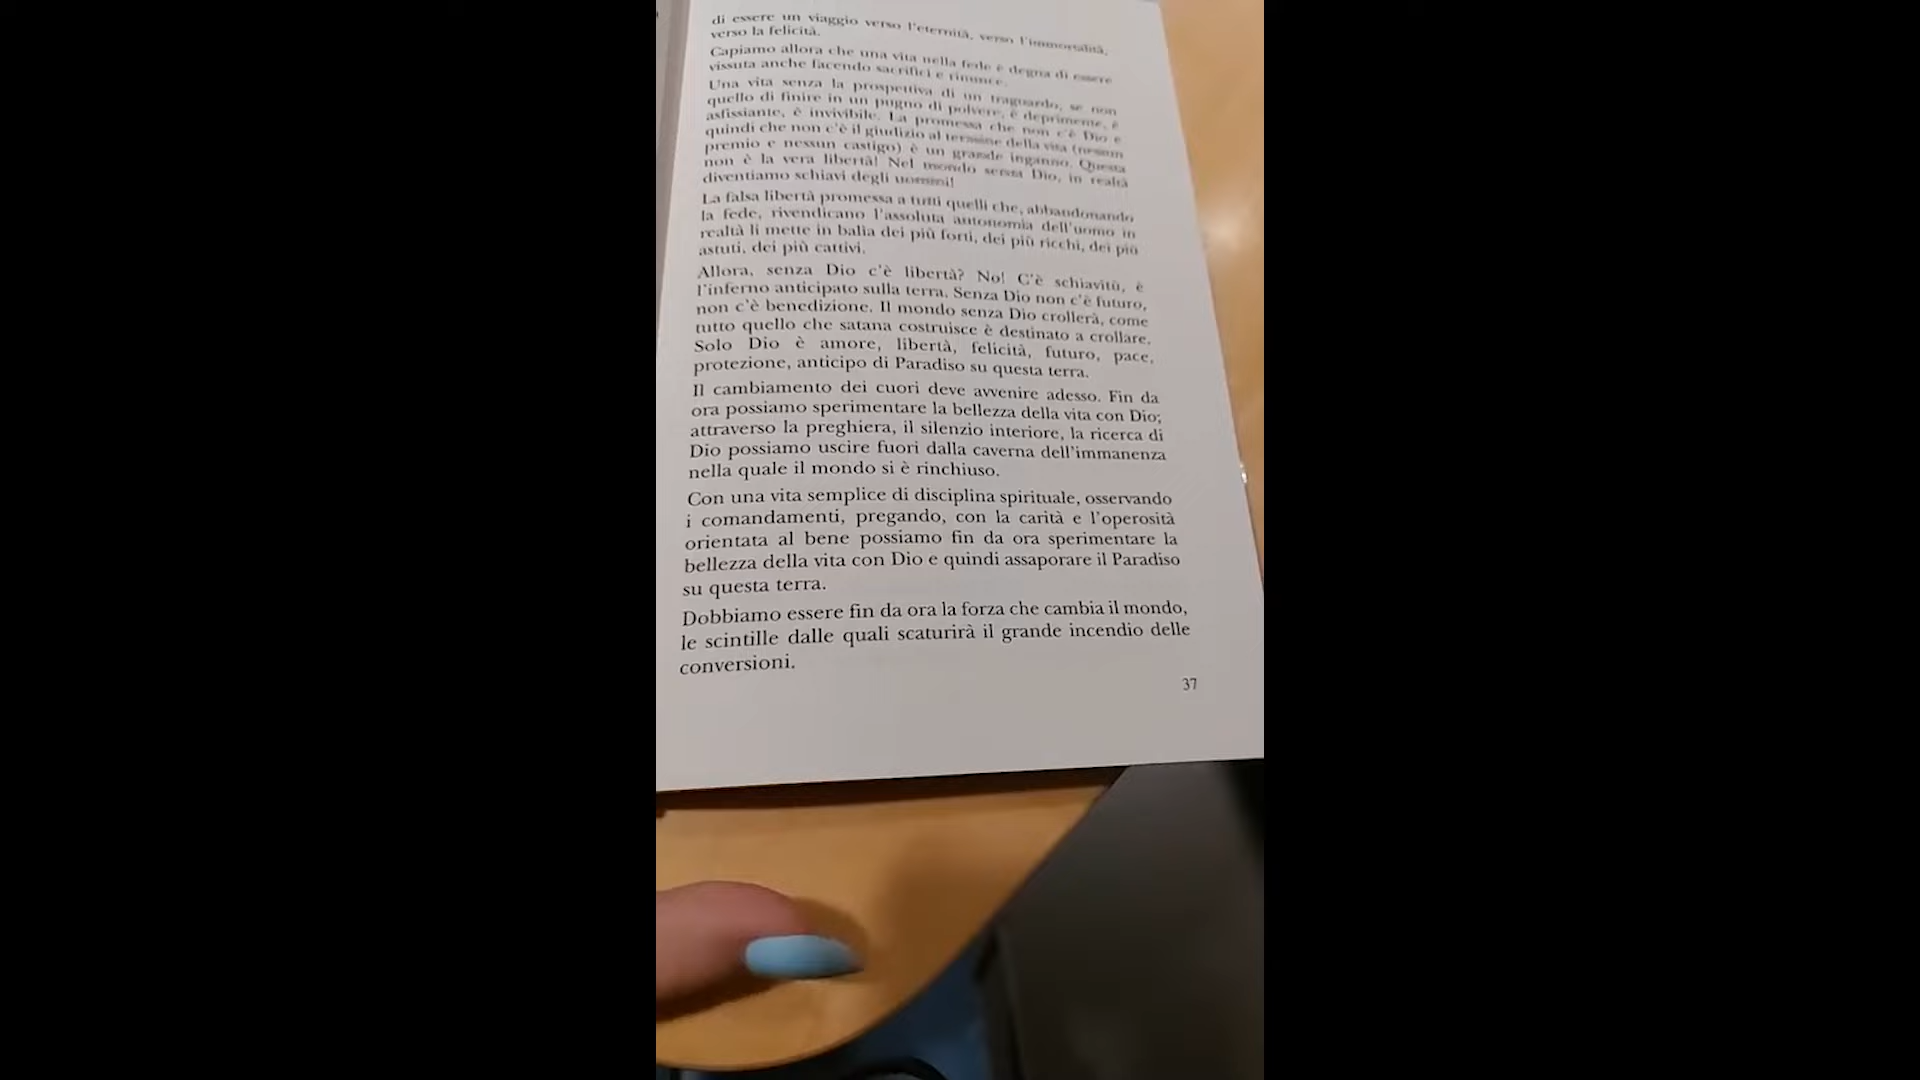 di essere un viaggio verso l'eternità, verso l'immortalità,
verso la felicità.
Capiamo allora che una vita nella fede è degna di essere
vissuta anche facendo sacrifici e rinunce.
Una vita senza la prospettiva di un traguardo, se non
quello di finire in un pugno di polvere, è deprimente, è
asfissiante, è invivibile. La promessa che non c'è Dio e
quindi che non c'è il giudizio al termine della vita (nessun
premio e nessun castigo) è un grande inganno. Questa
non è la vera libertà! Nel mondo senza Dio, in realtà
diventiamo schiavi degli uomini!
La falsa libertà promessa a tutti quelli che, abbandonando
la fede, rivendicano l'assoluta autonomia dell'uomo in
realtà li mette in balia dei più forti, dei più ricchi, dei più
astuti, dei più cattivi.
Allora, senza Dio c'è libertà? No! C'è schiavitù, è
l'inferno anticipato sulla terra. Senza Dio non c'è futuro,
non c'è benedizione. Il mondo senza Dio crollerà, come
tutto quello che satana costruisce è destinato a crollare.
Solo Dio è amore, libertà, felicità, futuro, pace,
protezione, anticipo di Paradiso su questa terra.
Il cambiamento dei cuori deve avvenire adesso. Fin da
ora possiamo sperimentare la bellezza della vita con Dio;
attraverso la preghiera, il silenzio interiore, la ricerca di
Dio possiamo uscire fuori dalla caverna dell'immanenza
nella quale il mondo si è rinchiuso.
Con una vita semplice di disciplina spirituale, osservando
i comandamenti, pregando, con la carità e l'operosità
orientata al bene possiamo fin da ora sperimentare la
bellezza della vita con Dio e quindi assaporare il Paradiso
su questa terra.
Dobbiamo essere fin da ora la forza che cambia il mondo,
le scintille dalle quali scaturirà il grande incendio delle
conversioni.
37